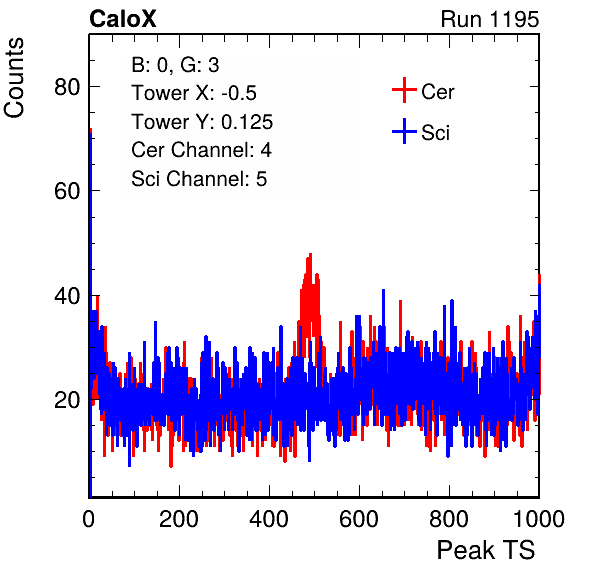 CaloX Run 1195
Counts
B: 0, G: 3
Tower X: -0.5
Tower Y: 0.125
Cer Channel: 4
Sci Channel: 5
Cer
Sci
80
60
40
20
0 200 400 600 800 1000
Peak TS